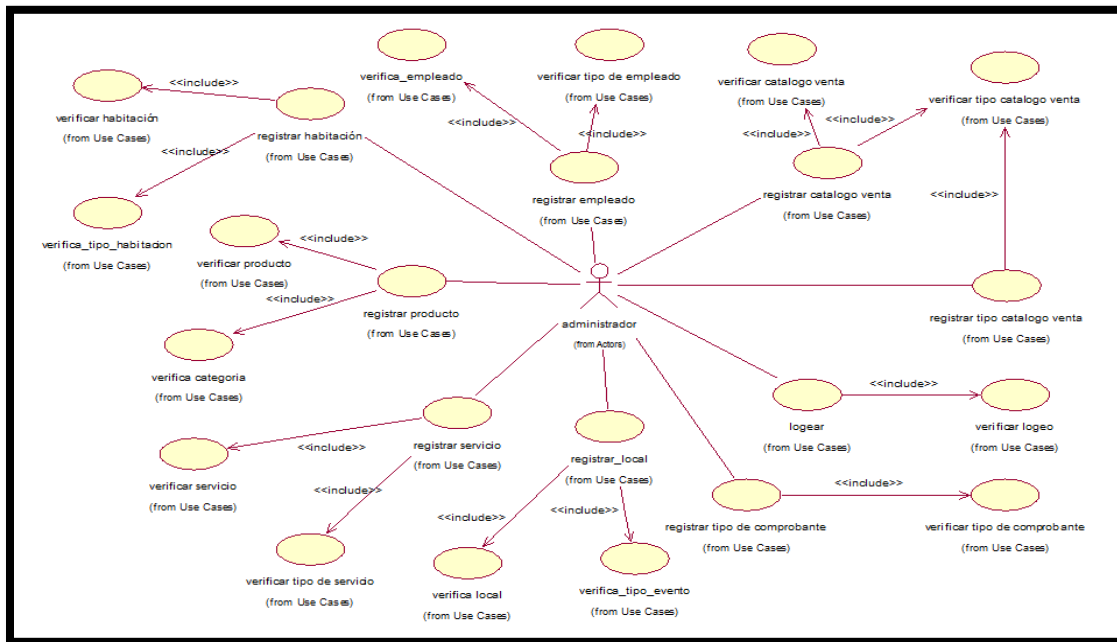 verifica_empleado
(from Use Cases)
verificar tipo de empleado
(from Use Cases)
verificar catalogo venta
(from Use Cases)
verificar tipo catalogo venta
(from Use Cases)
<<include>>
verificar habitación
(from Use Cases)
registrar habitación
(from Use Cases)
<<include>>
<<include>>
<<include>>
<<include>>
<<include>>
registrar empleado
(from Use Cases)
registrar catalogo venta
(from Use Cases)
<<include>>
verifica_tipo_habitacion
(from Use Cases)
<<include>>
verificar producto
(from Use Cases)
<<include>>
registrar producto
(from Use Cases)
administrador
(from Actors)
registrar tipo catalogo venta
(from Use Cases)
verifica categoria
(from Use Cases)
<<include>>
logear
(from Use Cases)
verificar logeo
(from Use Cases)
registrar servicio
(from Use Cases)
<<include>>
verificar servicio
(from Use Cases)
registrar_local
(from Use Cases)
<<include>>
<<include>>
<<include>>
<<include>>
registrar tipo de comprobante
(from Use Cases)
verificar tipo de comprobante
(from Use Cases)
verificar tipo de servicio
(from Use Cases)
verifica local
(from Use Cases)
verifica_tipo_evento
(from Use Cases)